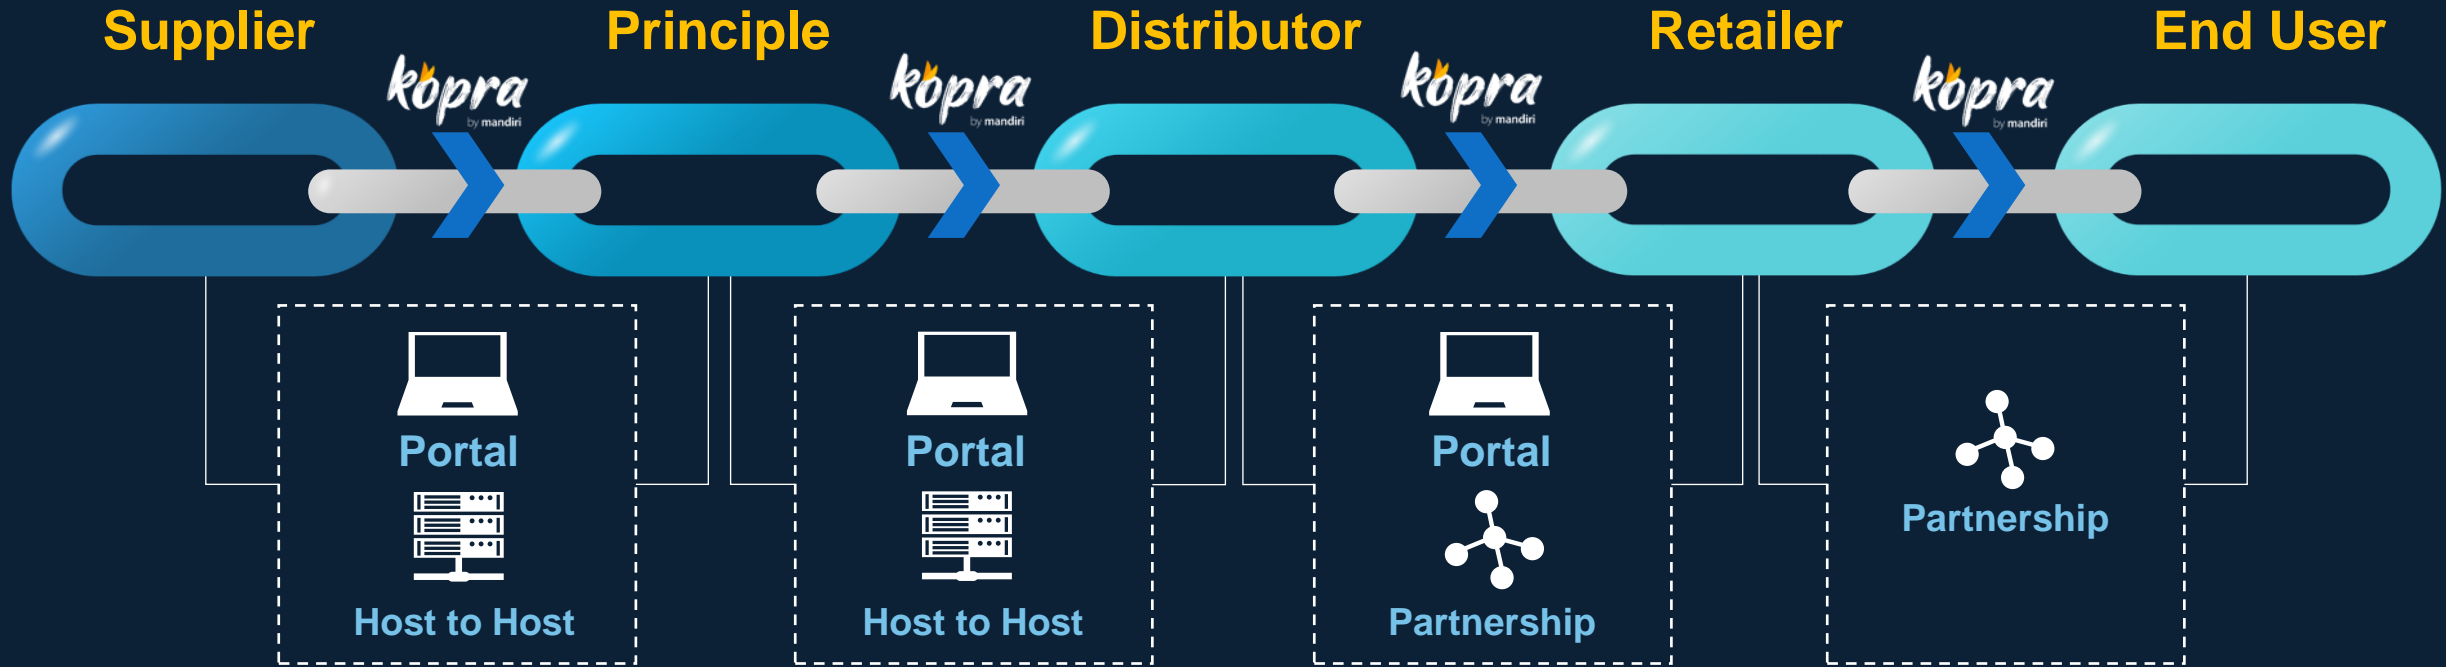 Supplier
Principle
Distributor
Retailer
End User
kopra
by mandiri
kopra
by mandiri
kopra
by mandiri
kopra
by mandiri
Portal
Host to Host
Portal
Host to Host
Portal
Partnership
Partnership